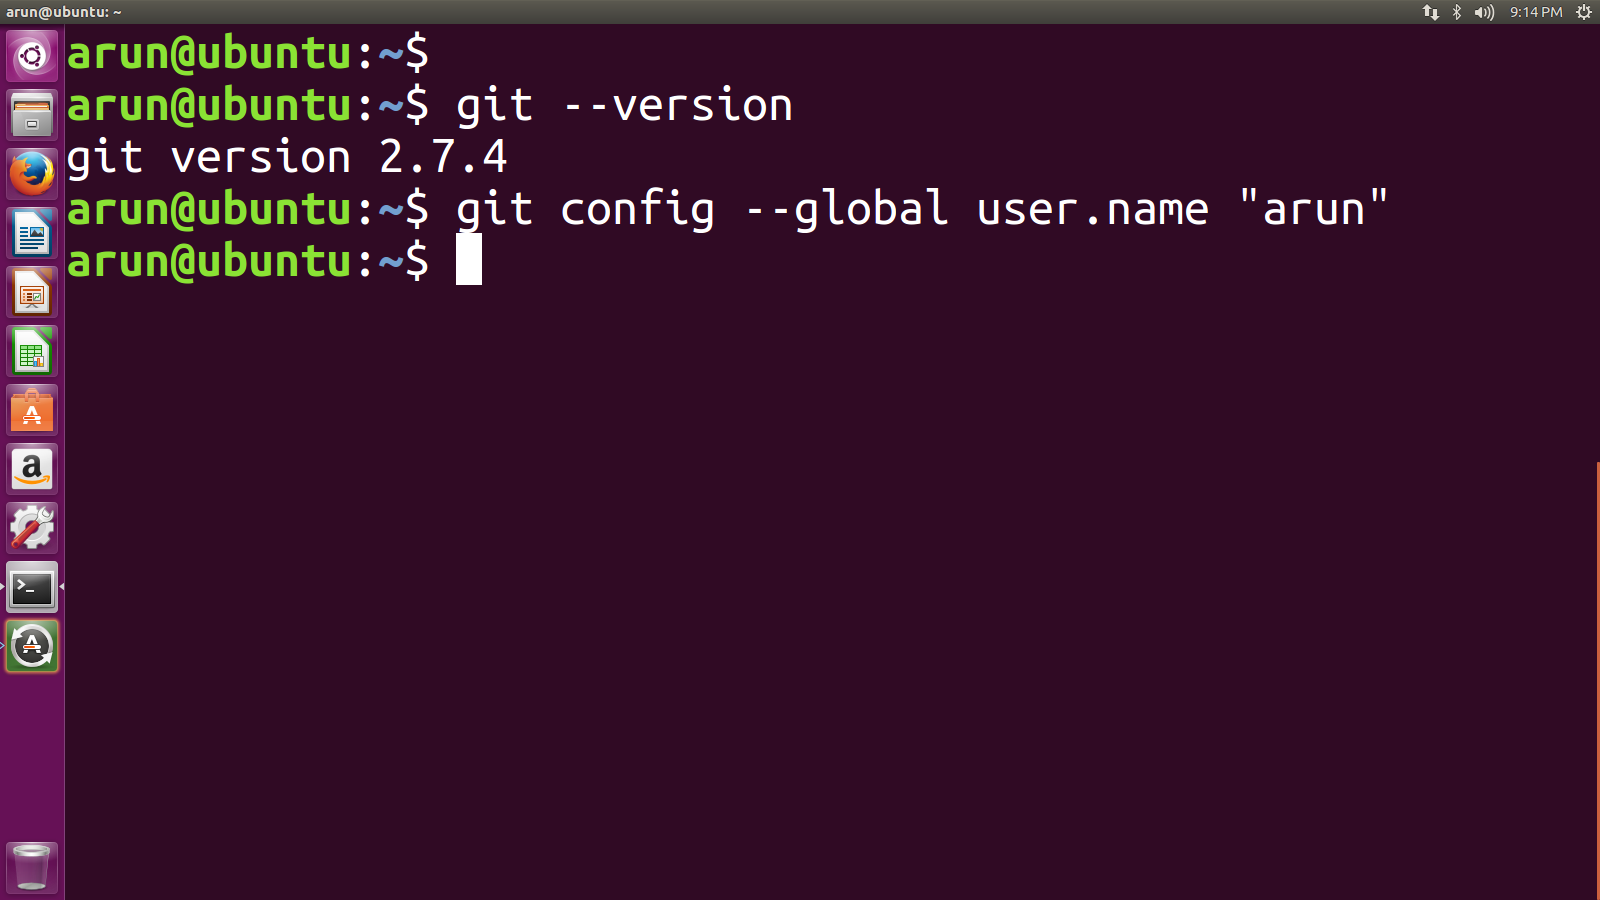 arun@ubuntu: ~
9:14 PM
arun@ubuntu:~$
arun@ubuntu:~$ git --version
git version 2.7.4
arun@ubuntu:~$ git config --global user.name "arun"
arun@ubuntu:~$